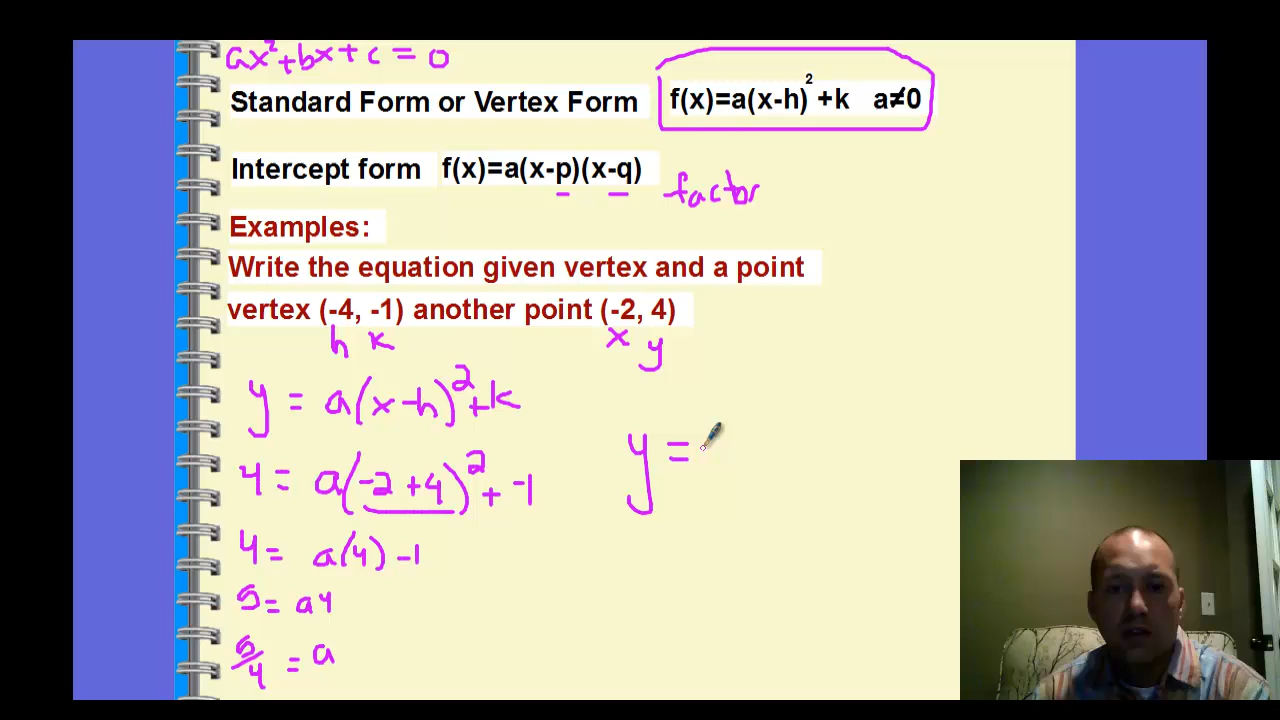 ax²+bx+c = 0
Standard Form or Vertex Form f(x)=a(x-h)²+k a≠0
Intercept form f(x)=a(x-p)(x-q)
factor
Examples:
Write the equation given vertex and a point
vertex (-4, -1) another point (-2, 4)
h k x y
y = a(x-h)²+k
y =
4 = a(-2+4)²+-1
4 = a(4)-1
5 = a4
5/4 = a